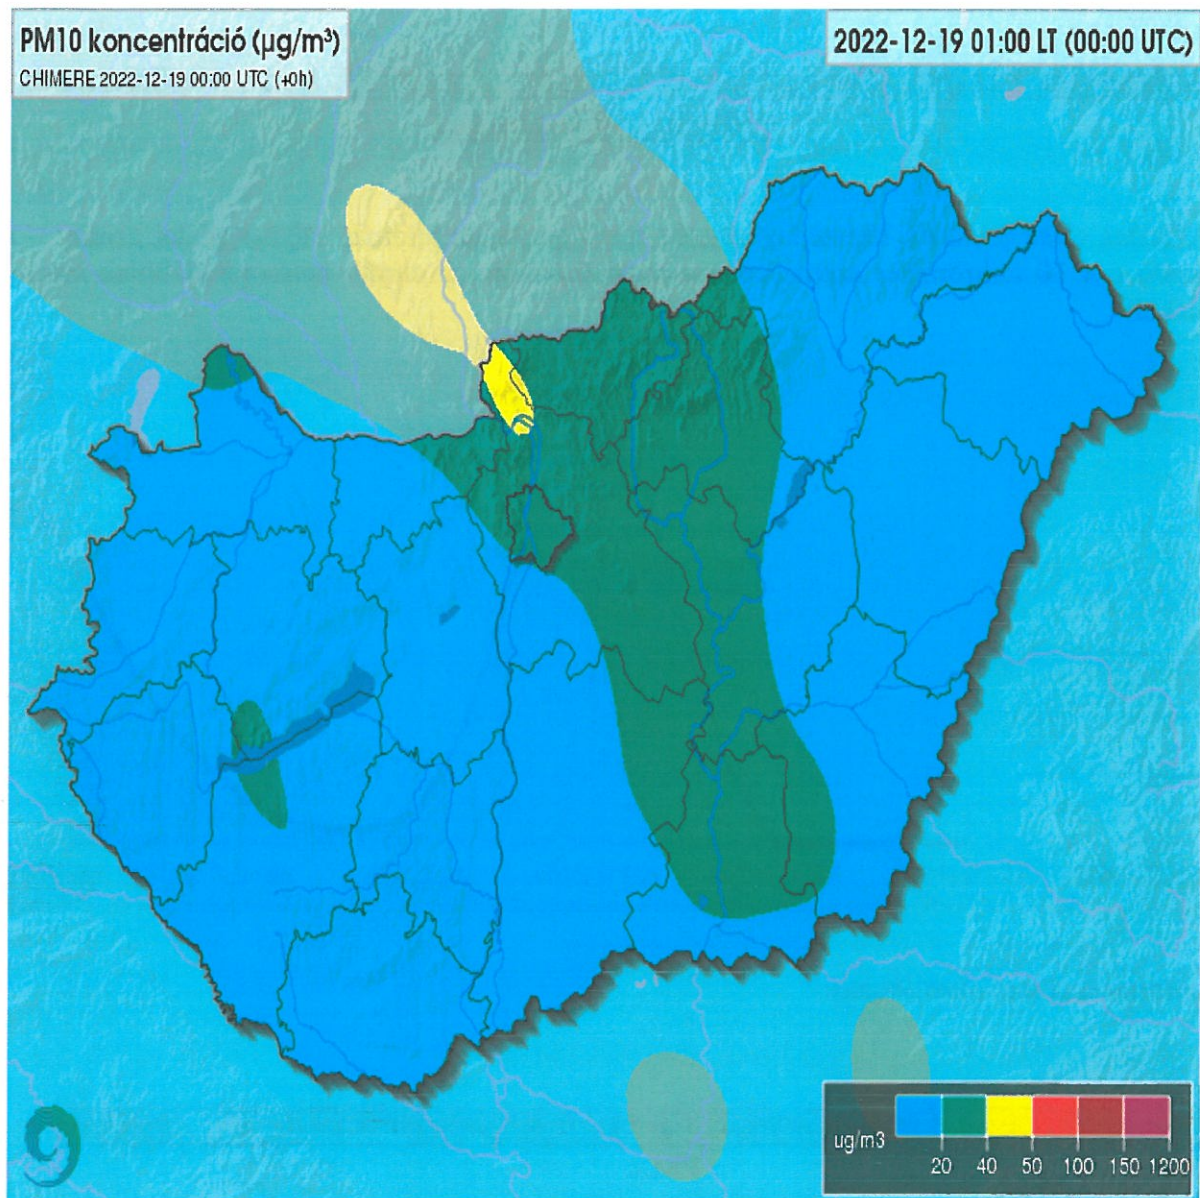 PM10 koncentráció (µg/m³)
CHIMERE 2022-12-19 00:00 UTC (+0h)
2022-12-19 01:00 LT (00:00 UTC)
ug/m3
20 40 50 100 150 1200